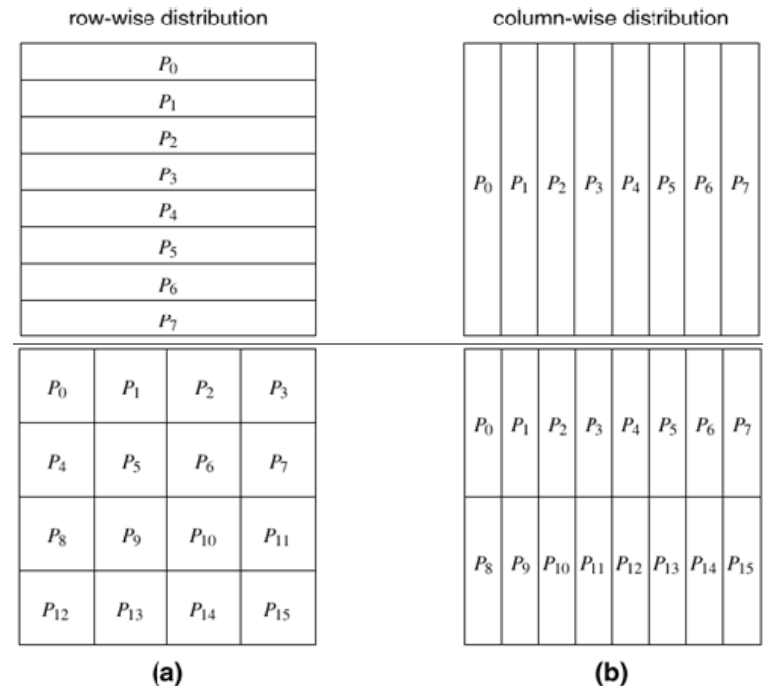 row-wise distribution column-wise distribution
P0
P1
P2
P3
P4
P5
P6
P7
P0 P1 P2 P3 P4 P5 P6 P7
P0 P1 P2 P3
P4 P5 P6 P7
P8 P9 P10 P11
P12 P13 P14 P15
P0 P1 P2 P3 P4 P5 P6 P7
P8 P9 P10 P11 P12 P13 P14 P15
(a) (b)